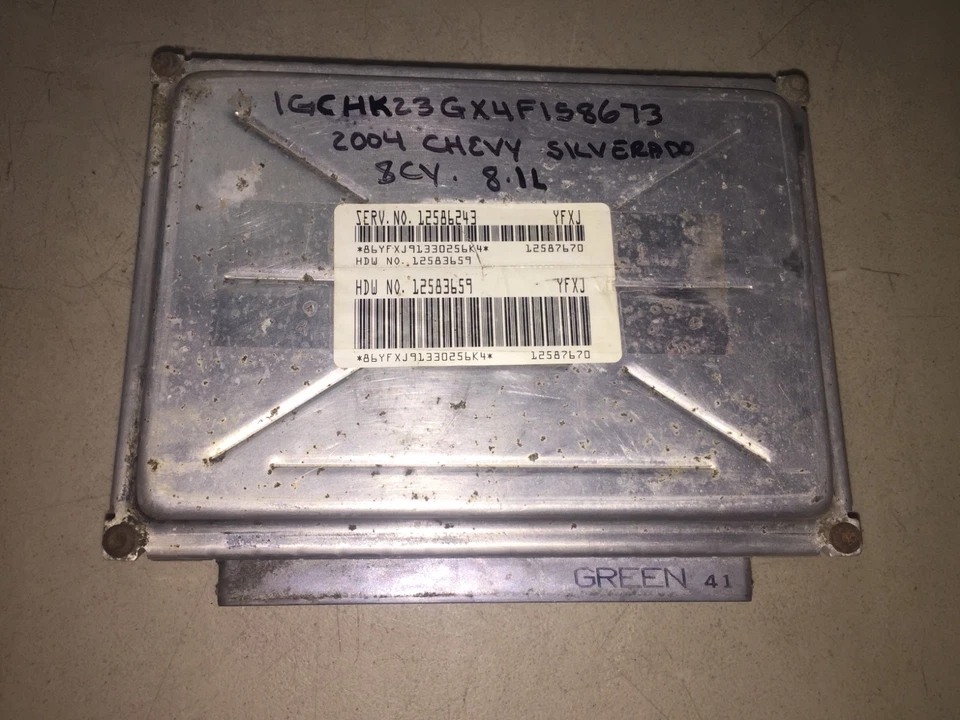 1GCHK23GX4F158673
2004 CHEVY SILVERADO
8CY. 8.1L
SERV.NO. 12586243 YFXJ
*86YFXJ91330256K4* 12587670
HDW NO. 12583659
HDW NO. 12583659 YFXJ
*86YFXJ91330256K4* 12587670
GREEN 41